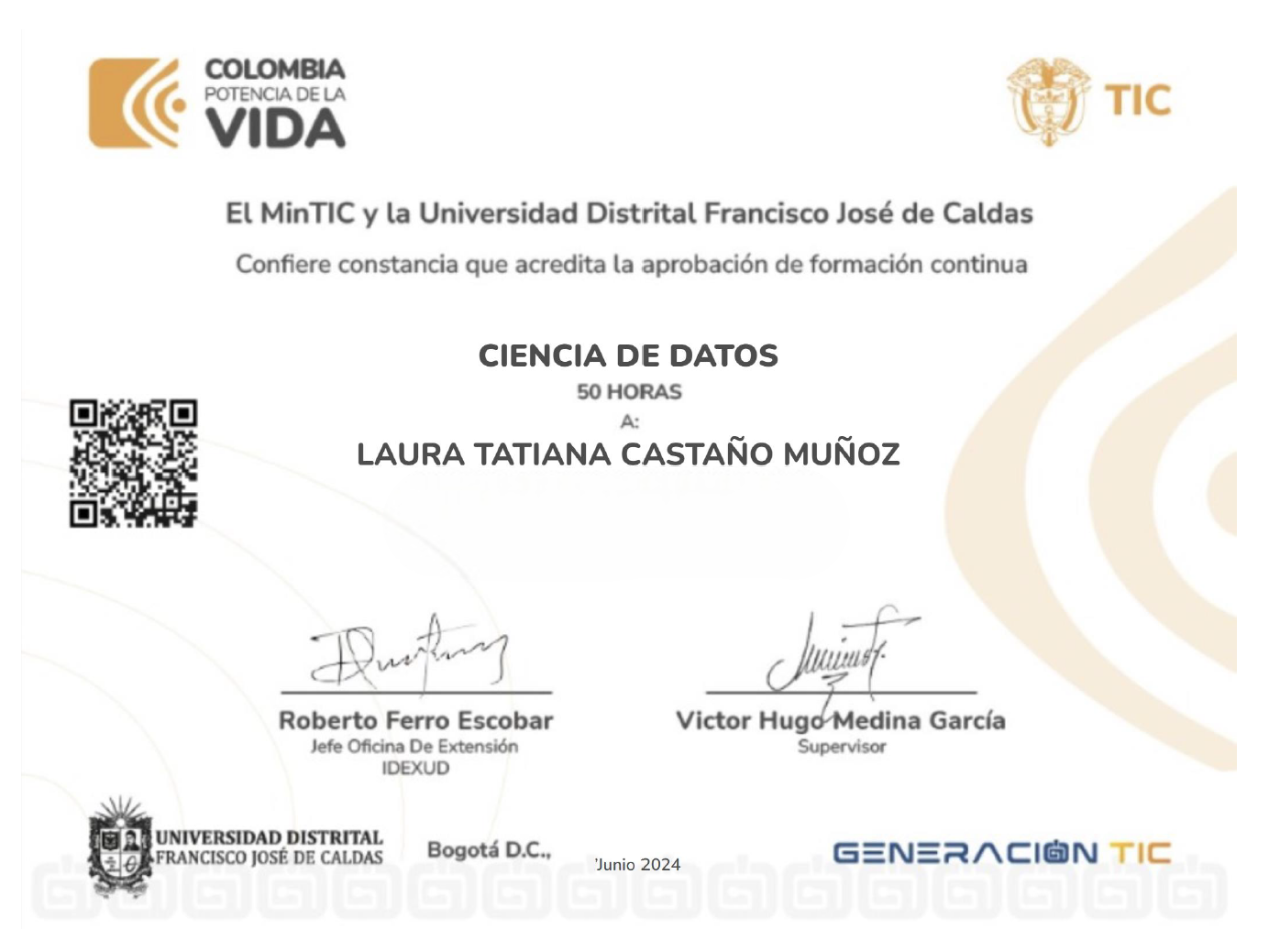 COLOMBIA
POTENCIA DE LA
VIDA
TIC
El MinTIC y la Universidad Distrital Francisco José de Caldas
Confiere constancia que acredita la aprobación de formación continua
CIENCIA DE DATOS
50 HORAS
A:
LAURA TATIANA CASTAÑO MUÑOZ
Roberto Ferro Escobar
Jefe Oficina De Extensión
IDEXUD
Victor Hugo Medina García
Supervisor
UNIVERSIDAD DISTRITAL
FRANCISCO JOSÉ DE CALDAS
Bogotá D.C.,
'Junio 2024
GENERACIÓN TIC